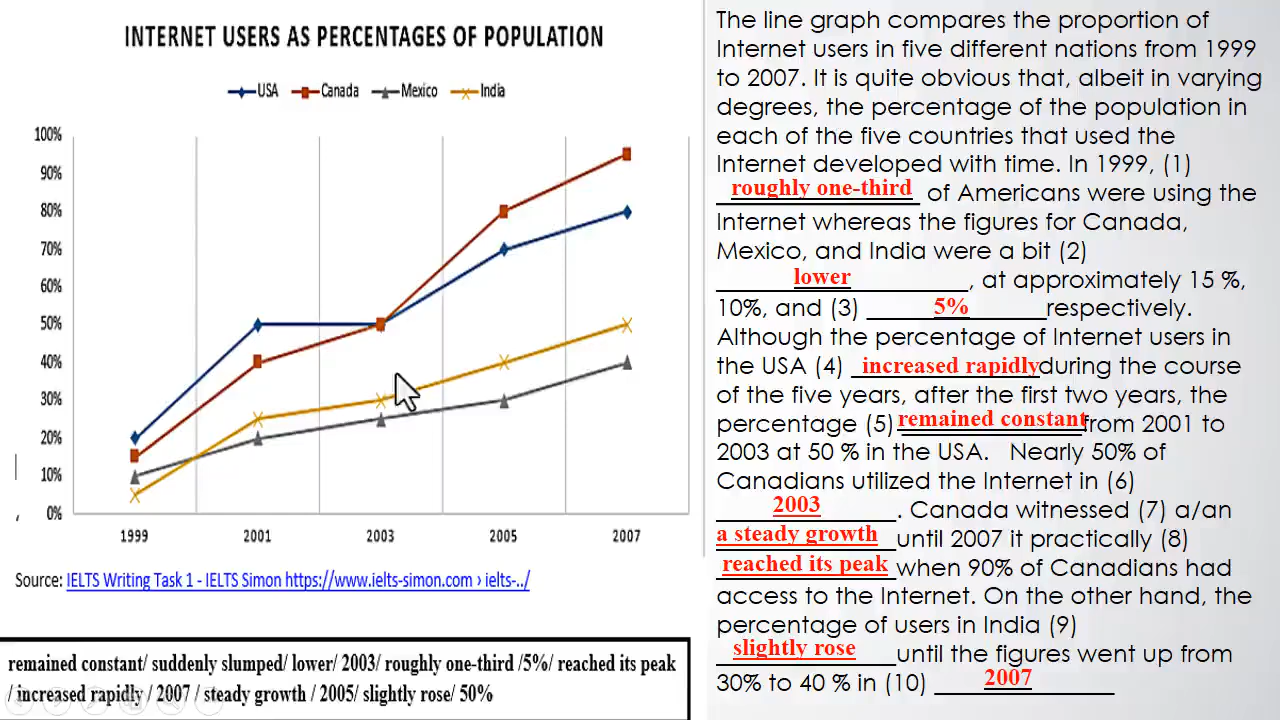 INTERNET USERS AS PERCENTAGES OF POPULATION
USA Canada Mexico India
100%
90%
80%
70%
60%
50%
40%
30%
20%
10%
0%
1999 2001 2003 2005 2007
Source: IELTS Writing Task 1 - IELTS Simon https://www.ielts-simon.com › ielts-../
remained constant/ suddenly slumped/ lower/ 2003/ roughly one-third /5%/ reached its peak
/ increased rapidly / 2007 / steady growth / 2005/ slightly rose/ 50%
The line graph compares the proportion of
Internet users in five different nations from 1999
to 2007. It is quite obvious that, albeit in varying
degrees, the percentage of the population in
each of the five countries that used the
Internet developed with time. In 1999, (1)
roughly one-third of Americans were using the
Internet whereas the figures for Canada,
Mexico, and India were a bit (2)
lower, at approximately 15 %,
10%, and (3) 5% respectively.
Although the percentage of Internet users in
the USA (4) increased rapidly during the course
of the five years, after the first two years, the
percentage (5) remained constant from 2001 to
2003 at 50 % in the USA. Nearly 50% of
Canadians utilized the Internet in (6)
2003. Canada witnessed (7) a/an
a steady growth until 2007 it practically (8)
reached its peak when 90% of Canadians had
access to the Internet. On the other hand, the
percentage of users in India (9)
slightly rose until the figures went up from
30% to 40 % in (10) 2007